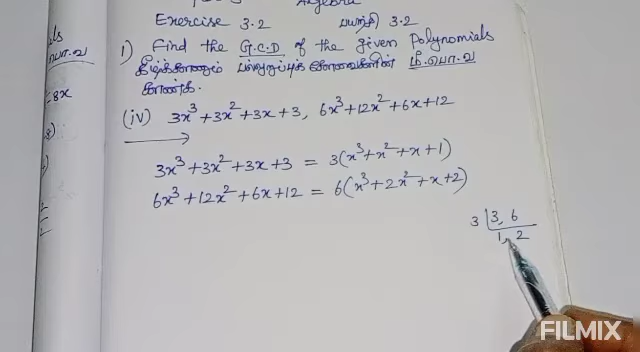 Algebra
Exercise 3.2 பயிற்சி 3.2
1) Find the G.C.D of the given Polynomials
பல்லுறுப்புக் கோவைகளின் மீ.பொ.வ
காண்க.
(iv) 3x³+3x²+3x+3, 6x³+12x²+6x+12
3x³+3x²+3x+3 = 3(x³+x²+x+1)
6x³+12x²+6x+12 = 6(x³+2x²+x+2)
3 | 3, 6
1, 2
பொ.வ
=8x
FILMIX